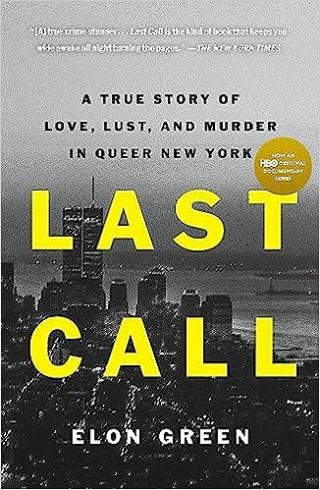 "[A] true crime stunner... Last Call is the kind of book that keeps you
wide awake all night turning the pages." —THE NEW YORK TIMES
A TRUE STORY OF
LOVE, LUST, AND MURDER
IN QUEER NEW YORK
NOW AN
HBO ORIGINAL
DOCUMENTARY
SERIES
LAST
CALL
ELON GREEN